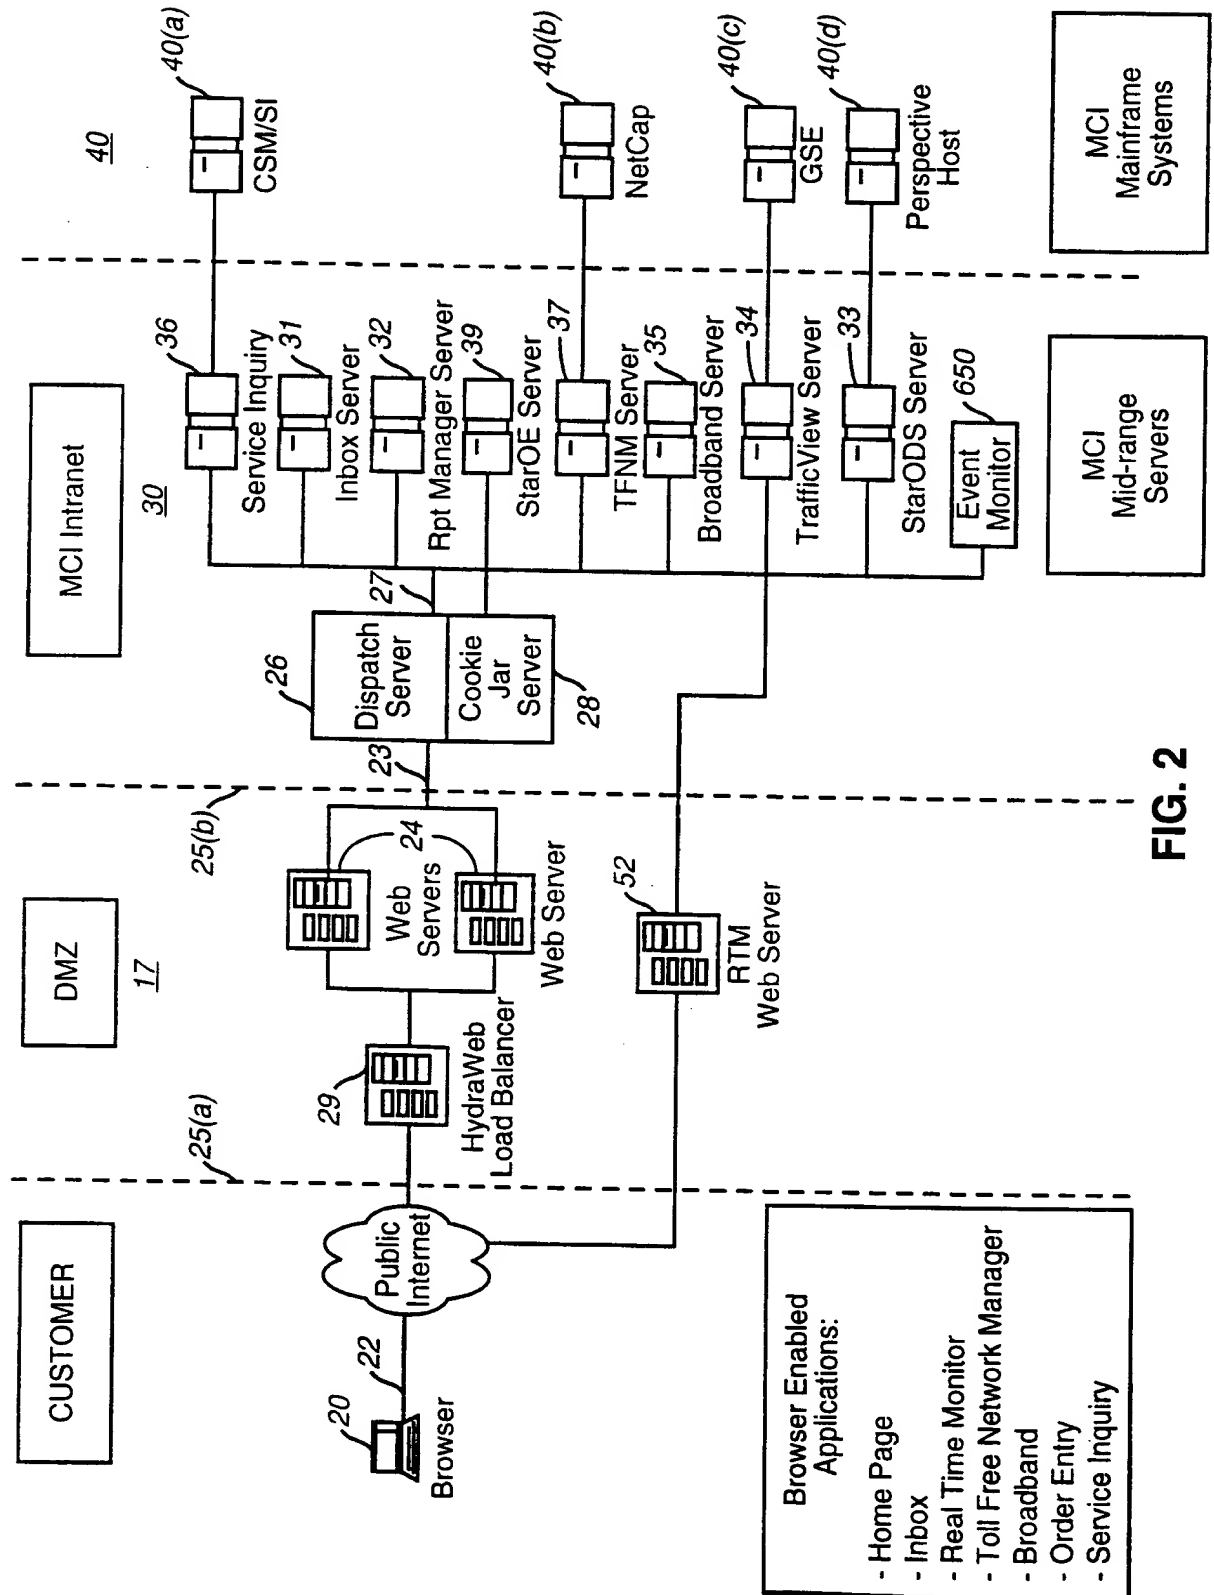 CUSTOMER
DMZ
17
MCI Intranet
30
40
25(a)
25(b)
20
Browser
22
Public
Internet
29
HydraWeb
Load Balancer
24
Web
Servers
Web Server
52
RTM
Web Server
23
26
Dispatch
Server
Cookie
Jar
Server
28
27
36
Service Inquiry
31
Inbox Server
32
Rpt Manager Server
39
StarOE Server
37
TFNM Server
35
Broadband Server
34
TrafficView Server
33
StarODS Server
650
Event
Monitor
40(a)
CSM/SI
40(b)
NetCap
40(c)
GSE
40(d)
Perspective
Host
Browser Enabled
Applications:
- Home Page
- Inbox
- Real Time Monitor
- Toll Free Network Manager
- Broadband
- Order Entry
- Service Inquiry
MCI
Mid-range
Servers
MCI
Mainframe
Systems
FIG. 2